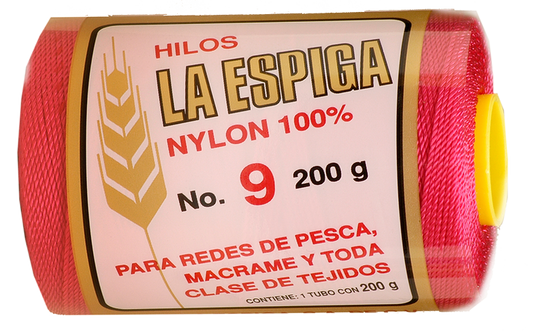 HILOS
LA ESPIGA
NYLON 100%
No. 9 200 g
PARA REDES DE PESCA,
MACRAME Y TODA
CLASE DE TEJIDOS
CONTIENE: 1 TUBO CON 200 g